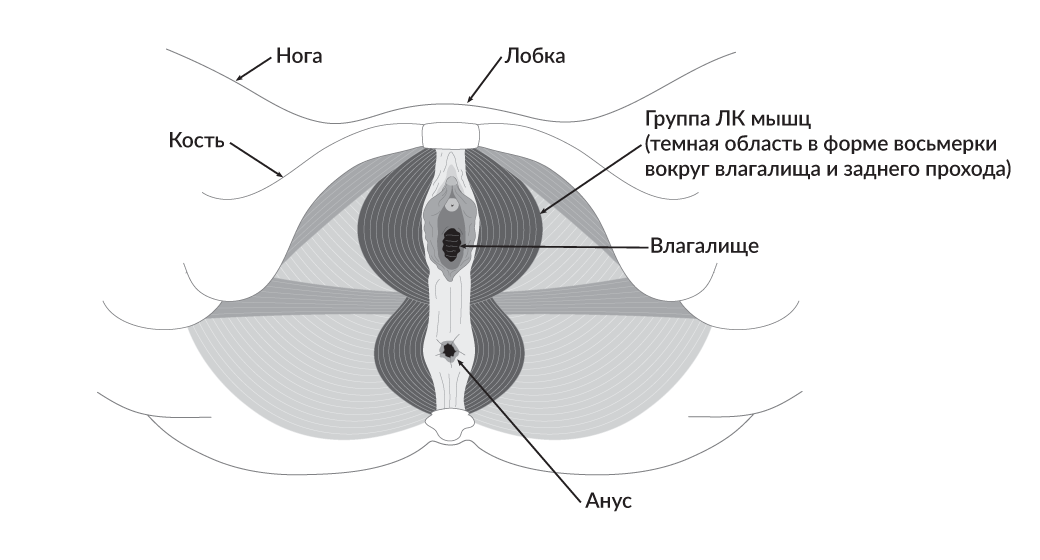 Нога
Лобка
Группа ЛК мышц
(темная область в форме восьмерки
вокруг влагалища и заднего прохода)
Кость
Влагалище
Анус